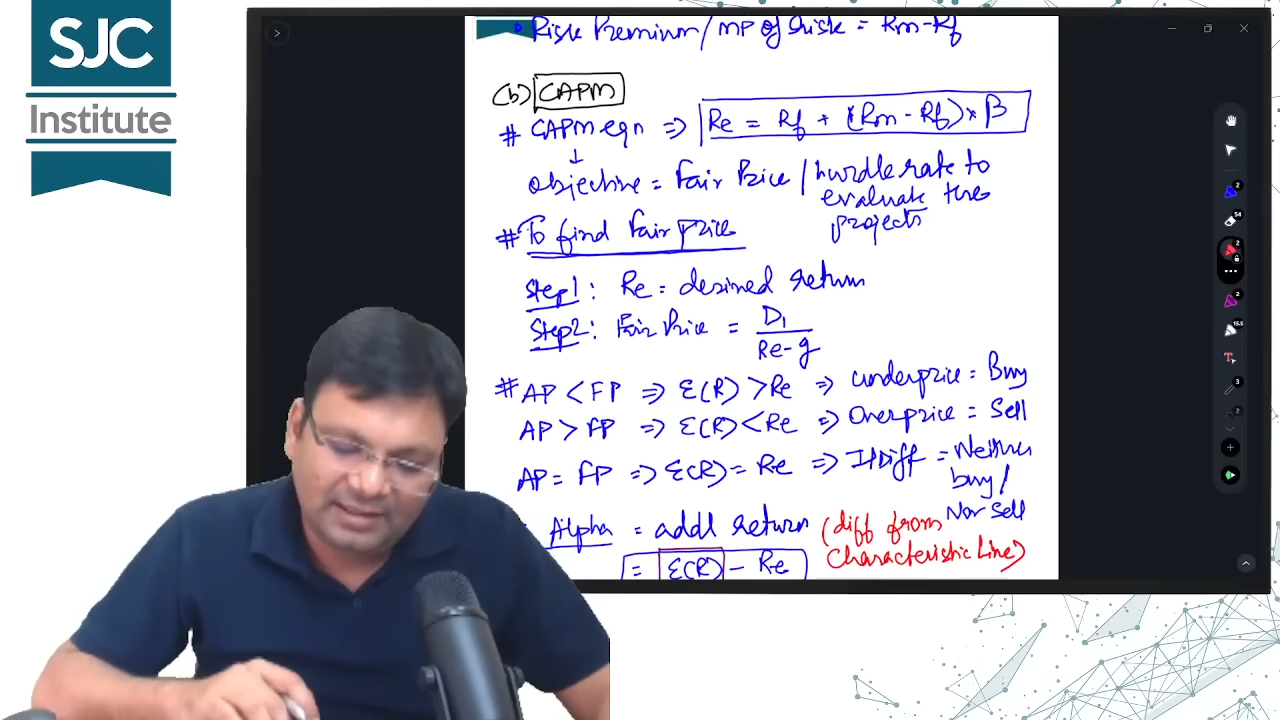 SJC
Institute
Risk Premium/MP of risk = Rm-Rf
(b) CAPM
# CAPM eqn => Re = Rf + (Rm - Rf) × β
↓
Objective = Fair Price / hurdle rate to
evaluate the
projects
# To find Fair price
Step1: Re = desired return
Step2: Fair Price = D1
Re - g
# AP < FP => E(R) > Re => Underprice = Buy
AP > FP => E(R) < Re => Overprice = Sell
AP = FP => E(R) = Re => Indiff = Neither
buy/
Nor Sell
Alpha = addl return (diff from
characteristic Line)
= E(R) - Re